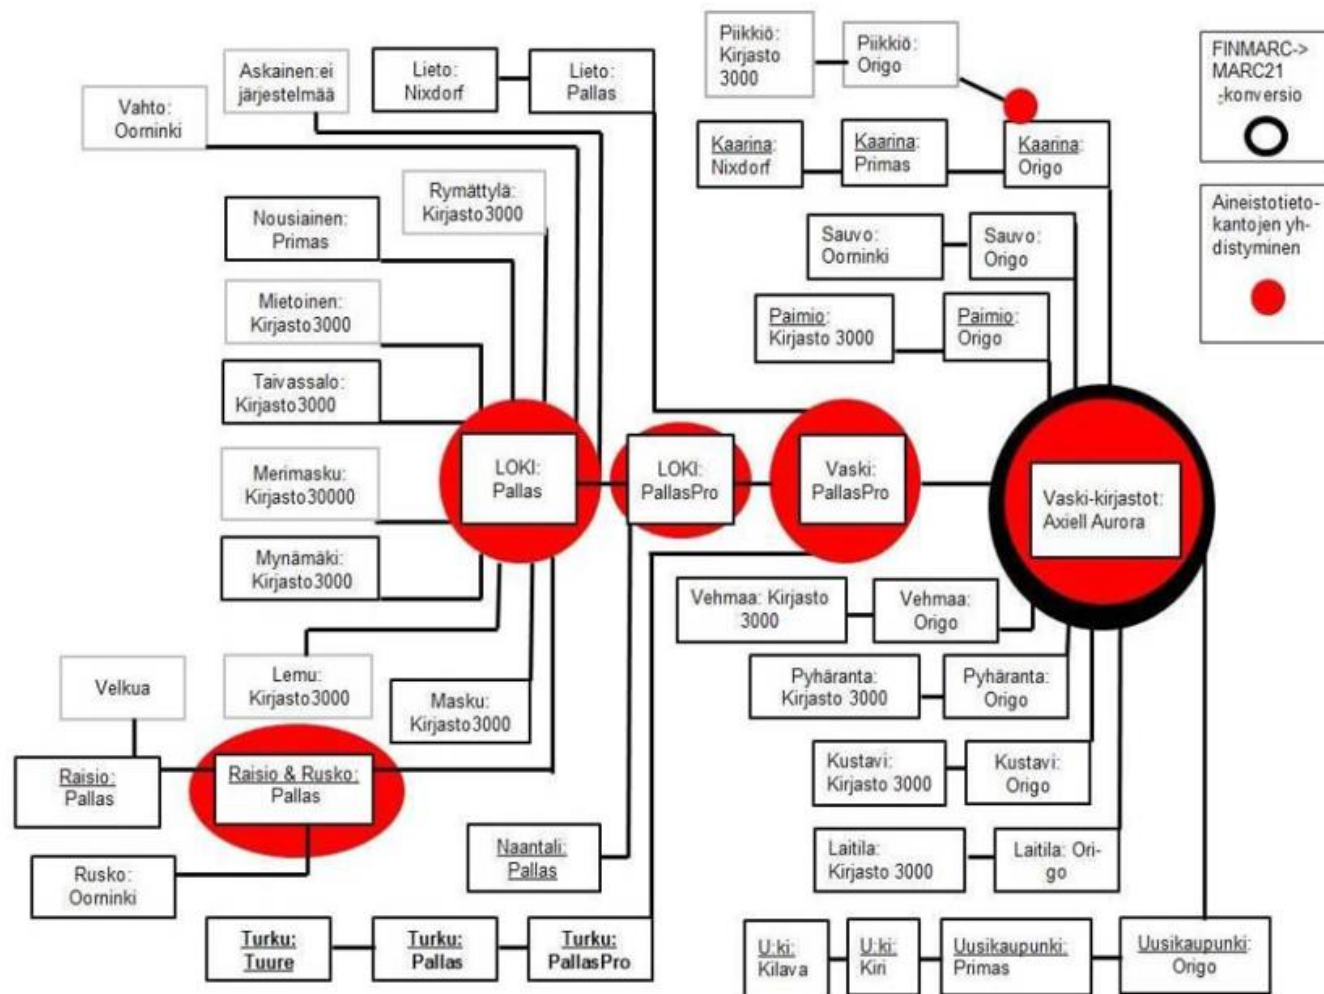 Piikkiö:
Kirjasto
3000
Piikkiö:
Origo
FINMARC->
MARC21
-konversio
Askainen:ei
järjestelmää
Lieto:
Nixdorf
Lieto:
Pallas
Vahto:
Oorninki
Kaarina:
Nixdorf
Kaarina:
Primas
Kaarina:
Origo
Aineistotieto-
kantojen yh-
distyminen
Rymättylä:
Kirjasto3000
Nousiainen:
Primas
Sauvo:
Oorninki
Sauvo:
Origo
Mietoinen:
Kirjasto3000
Paimio:
Kirjasto 3000
Paimio:
Origo
Taivassalo:
Kirjasto3000
LOKI:
Pallas
LOKI:
PallasPro
Vaski:
PallasPro
Vaski-kirjastot:
Axiell Aurora
Merimasku:
Kirjasto30000
Mynämäki:
Kirjasto3000
Vehmaa: Kirjasto
3000
Vehmaa:
Origo
Velkua
Lemu:
Kirjasto3000
Masku:
Kirjasto3000
Pyhäranta:
Kirjasto 3000
Pyhäranta:
Origo
Raisio:
Pallas
Raisio & Rusko:
Pallas
Kustavi:
Kirjasto 3000
Kustavi:
Origo
Rusko:
Oorninki
Naantali:
Pallas
Laitila:
Kirjasto 3000
Laitila: Ori-
go
Turku:
Tuure
Turku:
Pallas
Turku:
PallasPro
U:ki:
Kilava
U:ki:
Kiri
Uusikaupunki:
Primas
Uusikaupunki:
Origo